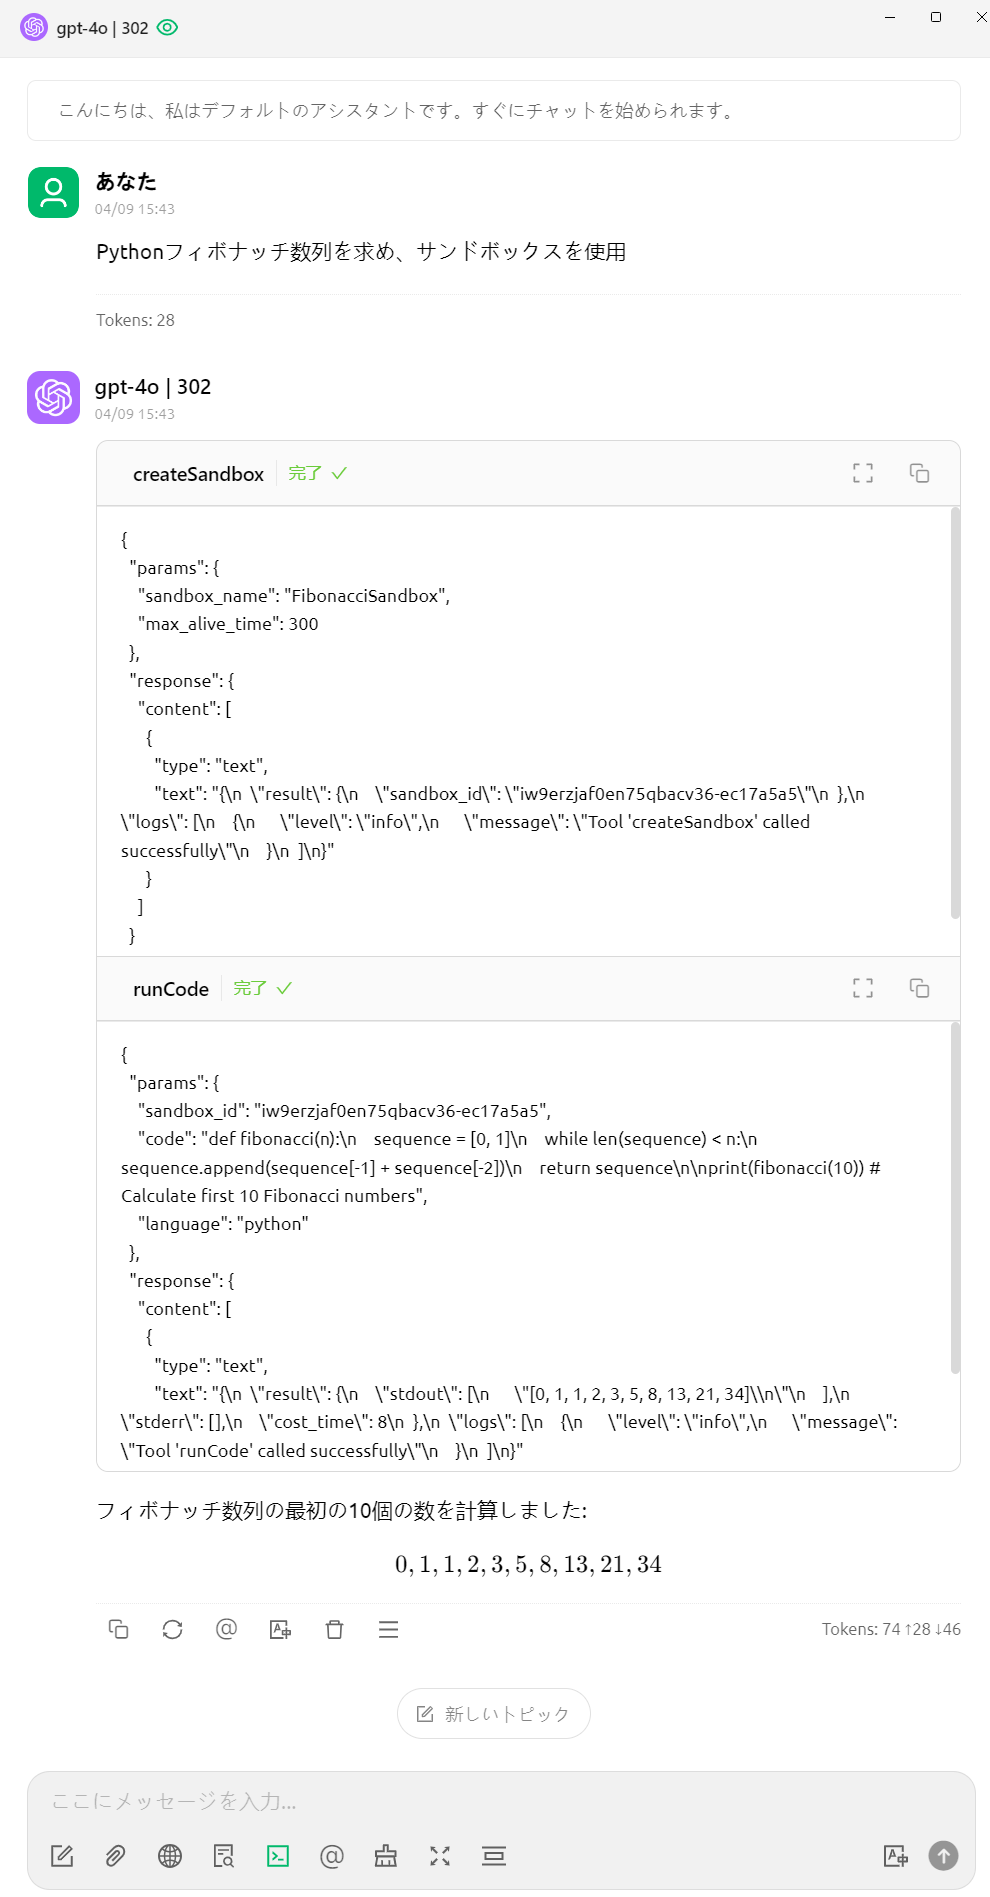 gpt-4o | 302
こんにちは、私はデフォルトのアシスタントです。すぐにチャットを始められます。
あなた
04/09 15:43
Pythonフィボナッチ数列を求め、サンドボックスを使用
Tokens: 28
gpt-4o | 302
04/09 15:43
createSandbox 完了
{
"params": {
"sandbox_name": "FibonacciSandbox",
"max_alive_time": 300
},
"response": {
"content": [
{
"type": "text",
"text": "{\n  \"result\": {\n    \"sandbox_id\": \"iw9erzjaf0en75qbacv36-ec17a5a5\"\n  },\n
\"logs\": [\n    {\n      \"level\": \"info\",\n      \"message\": \"Tool 'createSandbox' called
successfully\"\n    }\n  ]\n}"
}
]
}
runCode 完了
{
"params": {
"sandbox_id": "iw9erzjaf0en75qbacv36-ec17a5a5",
"code": "def fibonacci(n):\n    sequence = [0, 1]\n    while len(sequence) < n:\n
sequence.append(sequence[-1] + sequence[-2])\n    return sequence\n\nprint(fibonacci(10)) #
Calculate first 10 Fibonacci numbers",
"language": "python"
},
"response": {
"content": [
{
"type": "text",
"text": "{\n  \"result\": {\n    \"stdout\": [\n      \"[0, 1, 1, 2, 3, 5, 8, 13, 21, 34]\\n\"\n    ],\n
\"stderr\": [],\n    \"cost_time\": 8\n  },\n  \"logs\": [\n    {\n      \"level\": \"info\",\n      \"message\":
\"Tool 'runCode' called successfully\"\n    }\n  ]\n}"
フィボナッチ数列の最初の10個の数を計算しました:
0, 1, 1, 2, 3, 5, 8, 13, 21, 34
Tokens: 74 ↑28 ↓46
新しいトピック
ここにメッセージを入力...